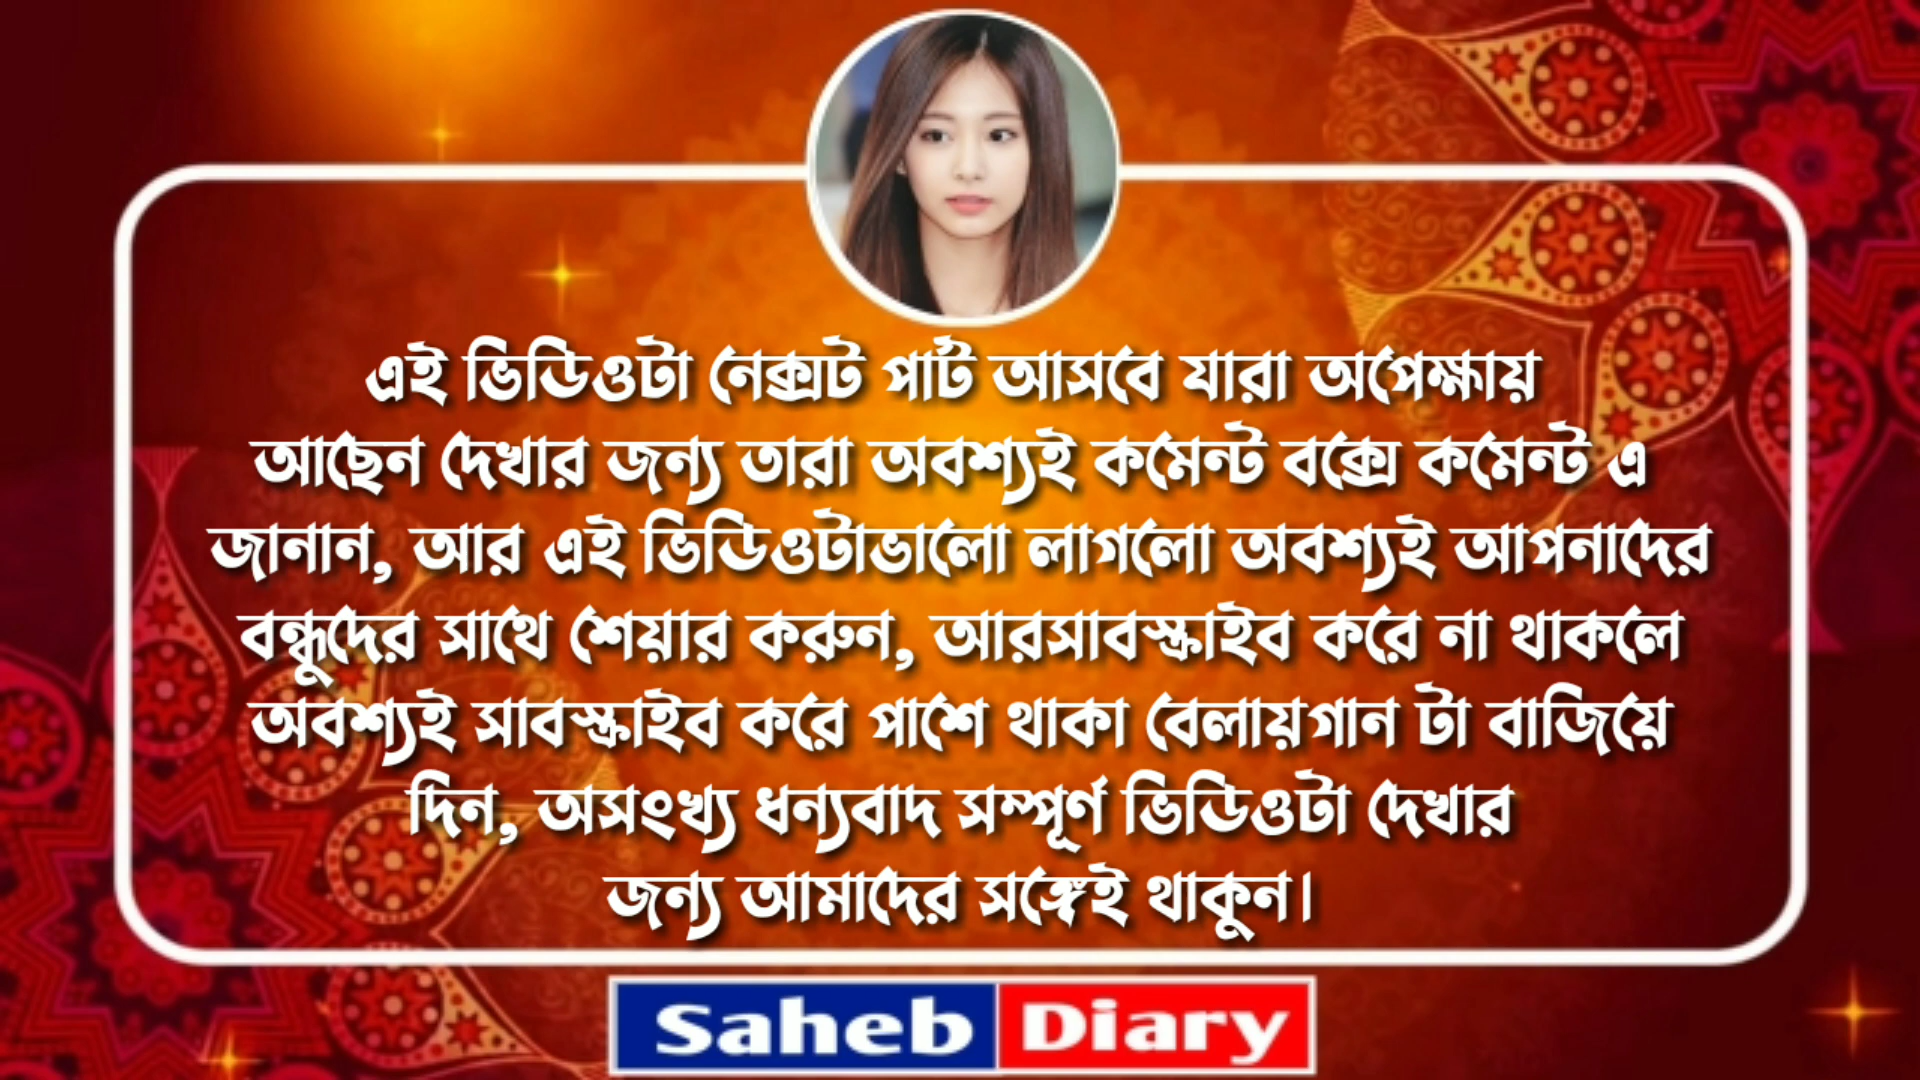 এই ভিডিওটা নেক্সট পার্ট আসবে যারা অপেক্ষায়
আছেন দেখার জন্য তারা অবশ্যই কমেন্ট বক্সে কমেন্ট এ
জানান, আর এই ভিডিওটাভালো লাগলো অবশ্যই আপনাদের
বন্ধুদের সাথে শেয়ার করুন, আরসাবস্ক্রাইব করে না থাকলে
অবশ্যই সাবস্ক্রাইব করে পাশে থাকা বেলায়গান টা বাজিয়ে
দিন, অসংখ্য ধন্যবাদ সম্পূর্ণ ভিডিওটা দেখার
জন্য আমাদের সঙ্গেই থাকুন।
Saheb Diary